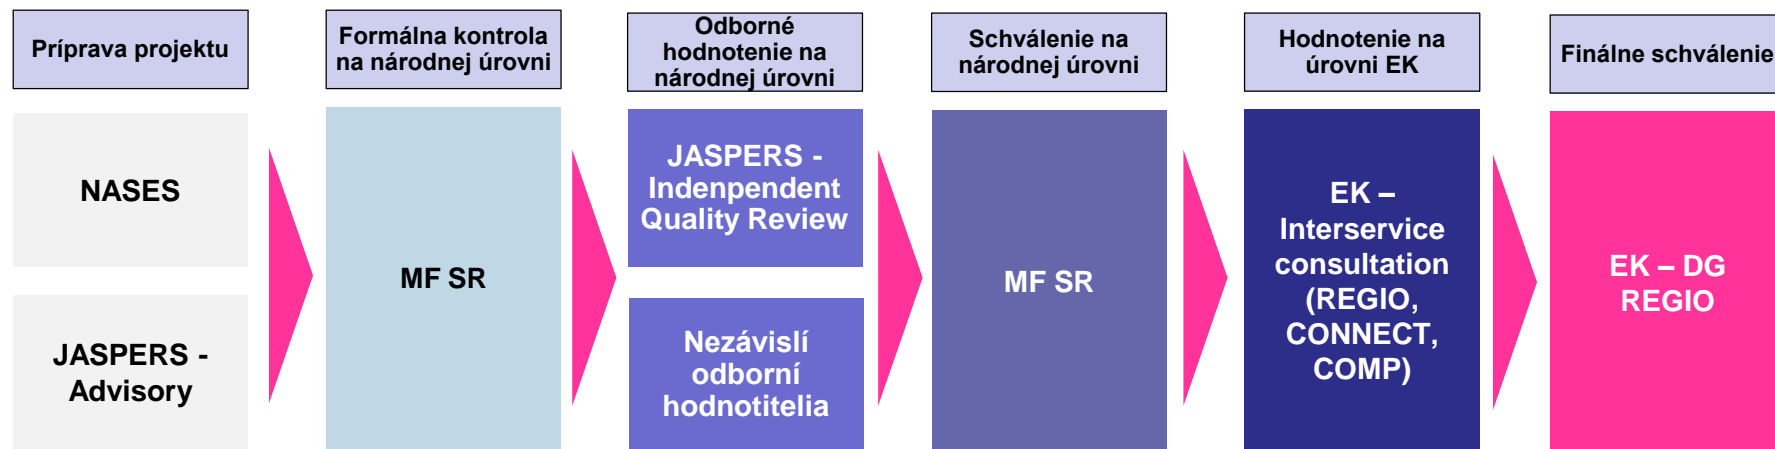 Príprava projektu
Formálna kontrola
na národnej úrovni
Odborné
hodnotenie na
národnej úrovni
Schválenie na
národnej úrovni
Hodnotenie na
úrovni EK
Finálne schválenie
NASES
JASPERS -
Advisory
MF SR
JASPERS -
Indenpendent
Quality Review
Nezávislí
odborní
hodnotitelia
MF SR
EK –
Interservice
consultation
(REGIO,
CONNECT,
COMP)
EK – DG
REGIO